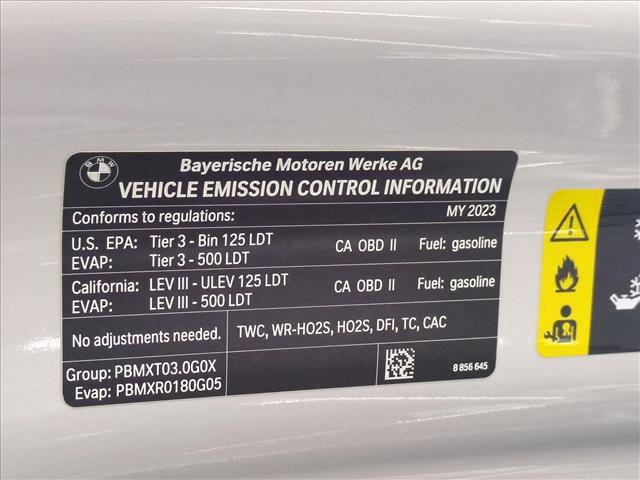 BMW
Bayerische Motoren Werke AG
VEHICLE EMISSION CONTROL INFORMATION
Conforms to regulations: MY 2023
U.S. EPA: Tier 3 - Bin 125 LDT CA OBD II Fuel: gasoline
EVAP: Tier 3 - 500 LDT
California: LEV III - ULEV 125 LDT CA OBD II Fuel: gasoline
EVAP: LEV III - 500 LDT
No adjustments needed. TWC, WR-HO2S, HO2S, DFI, TC, CAC
Group: PBMXT03.0G0X
Evap: PBMXR0180G05
8 856 645